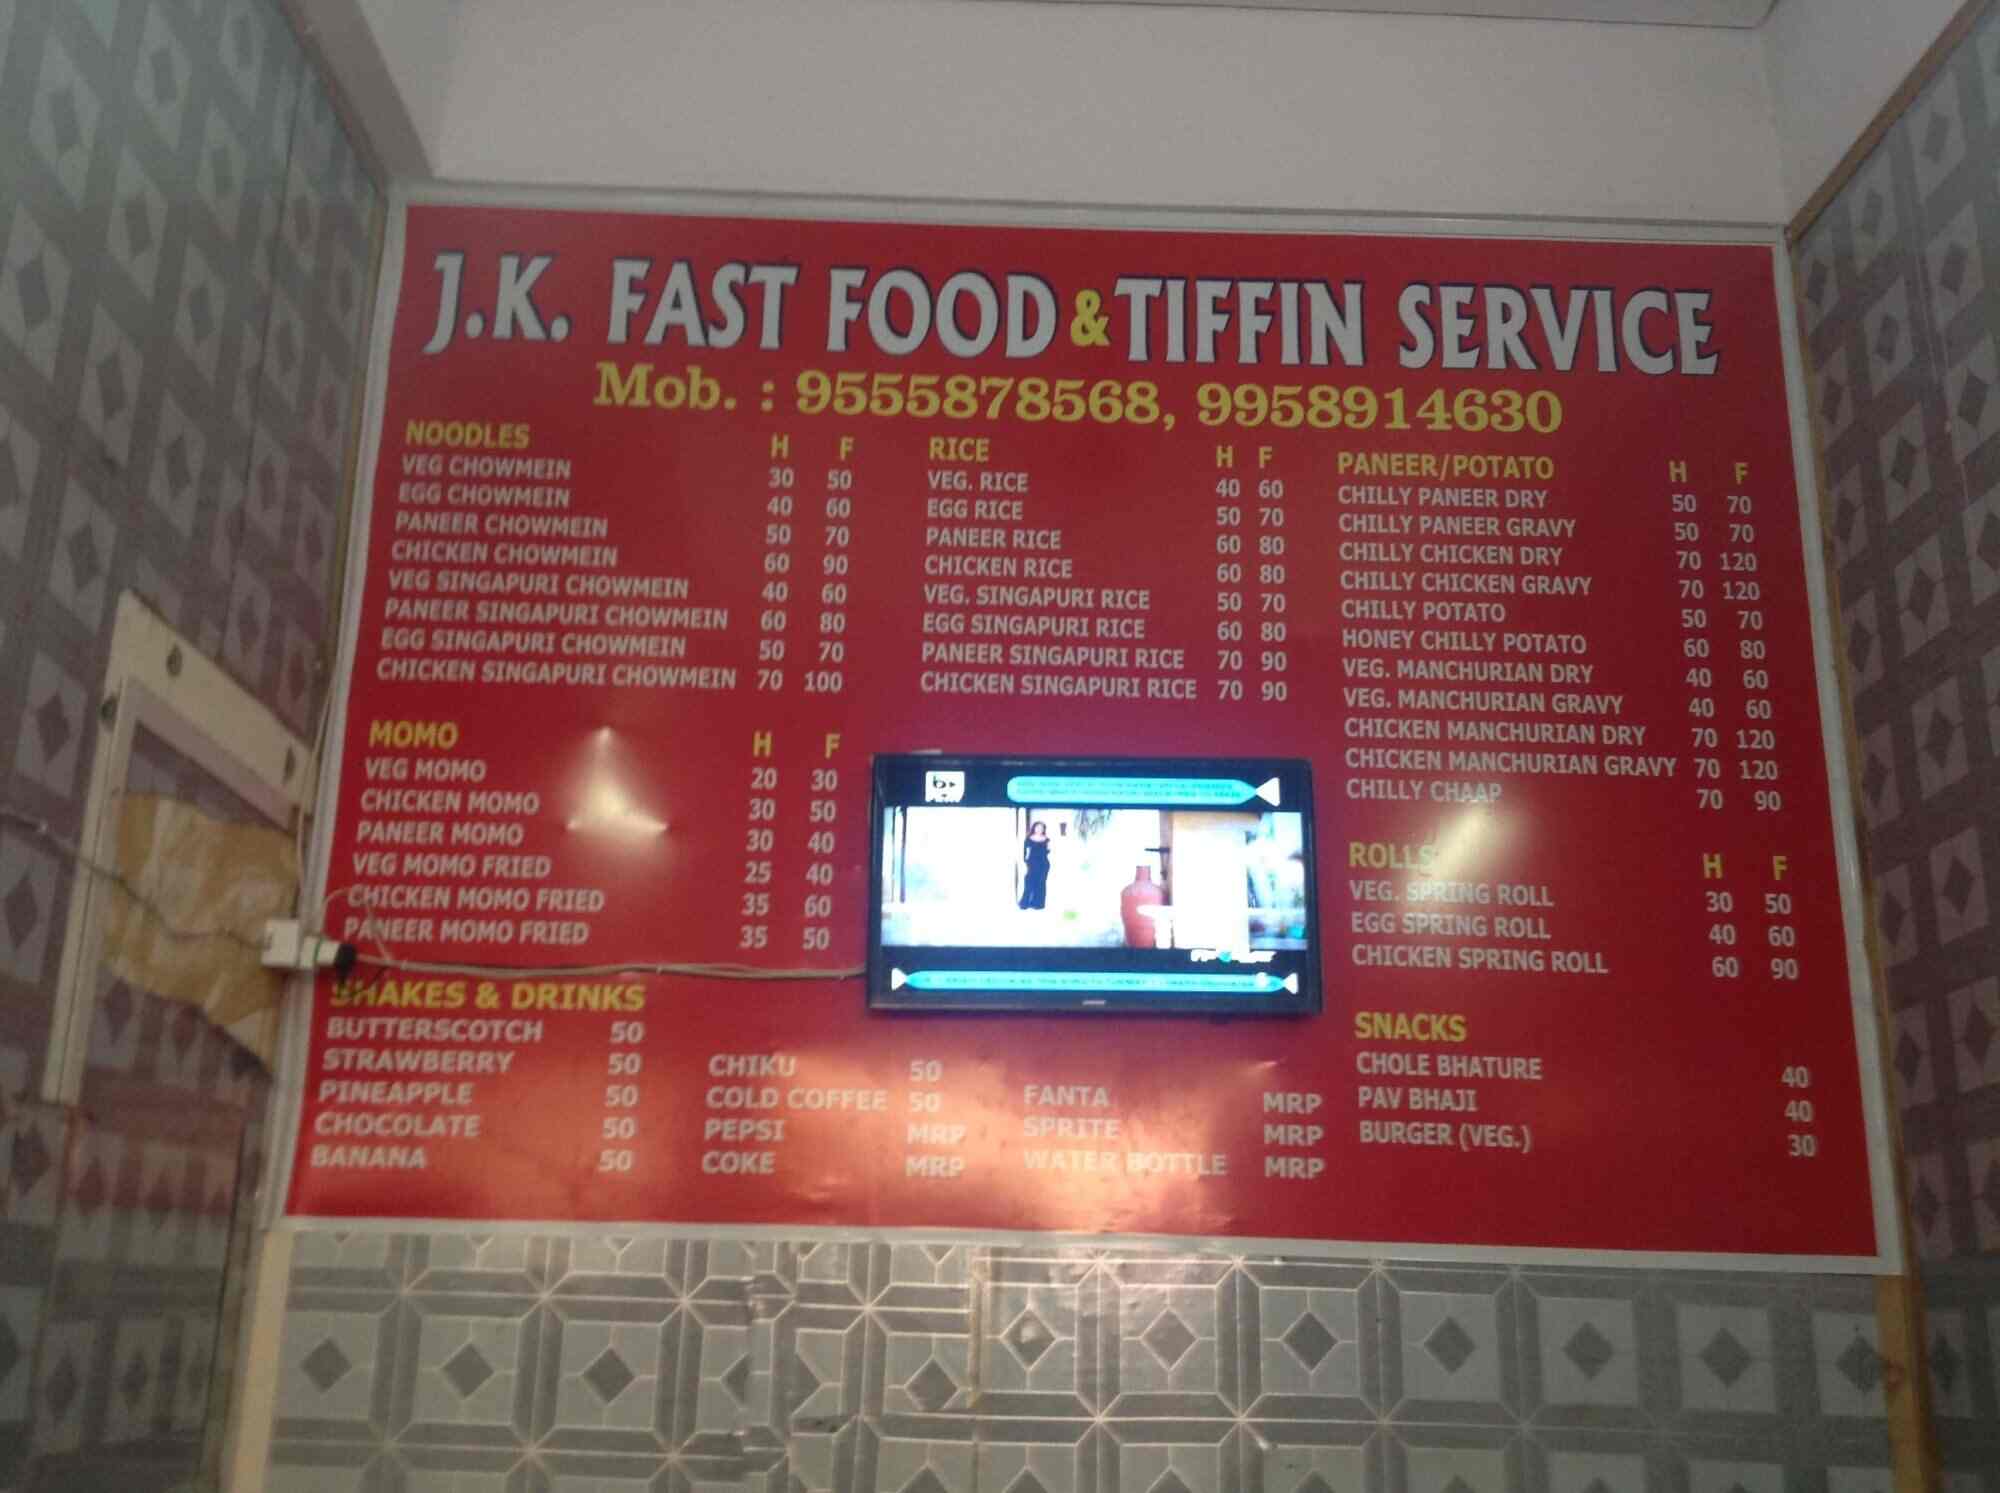 J.K. FAST FOOD & TIFFIN SERVICE
Mob. : 9555878568, 9958914630
NOODLES H F
VEG CHOWMEIN 30 50
EGG CHOWMEIN 40 60
PANEER CHOWMEIN 50 70
CHICKEN CHOWMEIN 60 90
VEG SINGAPURI CHOWMEIN 40 60
PANEER SINGAPURI CHOWMEIN 60 80
EGG SINGAPURI CHOWMEIN 50 70
CHICKEN SINGAPURI CHOWMEIN 70 100
MOMO H F
VEG MOMO 20 30
CHICKEN MOMO 30 50
PANEER MOMO 30 40
VEG MOMO FRIED 25 40
CHICKEN MOMO FRIED 35 60
PANEER MOMO FRIED 35 50
RICE H F
VEG. RICE 40 60
EGG RICE 50 70
PANEER RICE 60 80
CHICKEN RICE 60 80
VEG. SINGAPURI RICE 50 70
EGG SINGAPURI RICE 60 80
PANEER SINGAPURI RICE 70 90
CHICKEN SINGAPURI RICE 70 90
PANEER/POTATO H F
CHILLY PANEER DRY 50 70
CHILLY PANEER GRAVY 50 70
CHILLY CHICKEN DRY 70 120
CHILLY CHICKEN GRAVY 70 120
CHILLY POTATO 50 70
HONEY CHILLY POTATO 60 80
VEG. MANCHURIAN DRY 40 60
VEG. MANCHURIAN GRAVY 40 60
CHICKEN MANCHURIAN DRY 70 120
CHICKEN MANCHURIAN GRAVY 70 120
CHILLY CHAAP 70 90
ROLLS H F
VEG. SPRING ROLL 30 50
EGG SPRING ROLL 40 60
CHICKEN SPRING ROLL 60 90
SHAKES & DRINKS
BUTTERSCOTCH 50
STRAWBERRY 50
PINEAPPLE 50
CHOCOLATE 50
BANANA 50
CHIKU 50
COLD COFFEE 50
PEPSI MRP
COKE MRP
FANTA MRP
SPRITE MRP
WATER BOTTLE MRP
SNACKS
CHOLE BHATURE 40
PAV BHAJI 40
BURGER (VEG.) 30